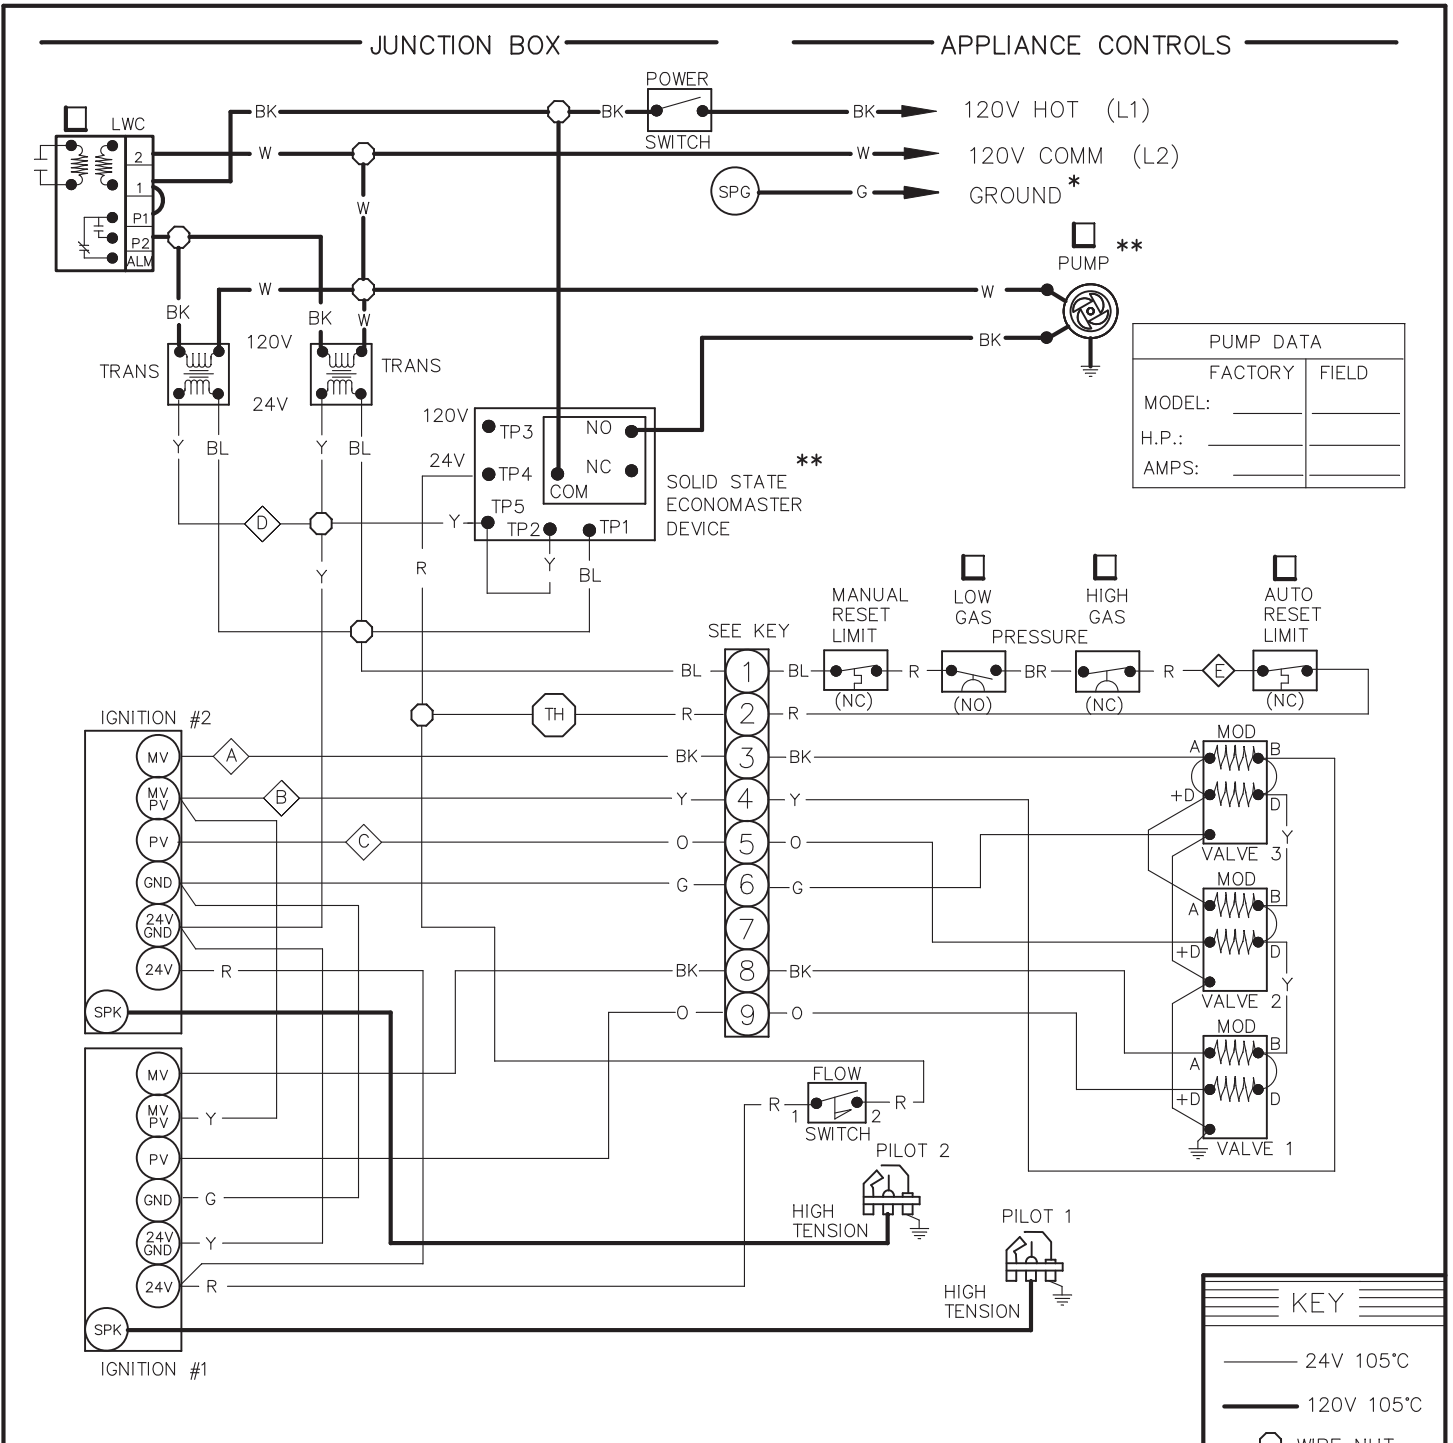 JUNCTION BOX
APPLIANCE CONTROLS
POWER
SWITCH
BK
BK
BK
120V HOT (L1)
LWC
2
1
P1
P2
ALM
W
W
120V COMM (L2)
SPG
G
GROUND *
W
PUMP **
W
W
BK
BK
BK
W
120V
TRANS
TRANS
24V
PUMP DATA
FACTORY FIELD
MODEL:
H.P.:
AMPS:
Y
BL
Y
BL
120V
TP3
24V
TP4
TP5
TP2
TP1
NO
NC
COM
SOLID STATE **
ECONOMASTER
DEVICE
D
Y
Y
R
Y
BL
MANUAL
RESET
LIMIT
(NC)
LOW
GAS
HIGH
GAS
PRESSURE
(NO)
(NC)
AUTO
RESET
LIMIT
(NC)
SEE KEY
BL 1 BL
R
BR
R
E
TH
R 2 R
IGNITION #2
MV
A
BK 3 BK
MV
PV
B
Y 4 Y
PV
C
O 5 O
GND
G 6 G
24V
GND
7
24V
R
BK 8 BK
SPK
O 9 O
MOD
A
B
+D
D
Y
VALVE 3
MOD
A
B
+D
D
Y
VALVE 2
MOD
A
B
+D
D
VALVE 1
MV
MV
PV
Y
PV
GND
G
24V
GND
Y
24V
R
SPK
IGNITION #1
FLOW
R
1
2
R
SWITCH
PILOT 2
HIGH
TENSION
PILOT 1
HIGH
TENSION
KEY
24V 105°C
120V 105°C
WIRE NUT